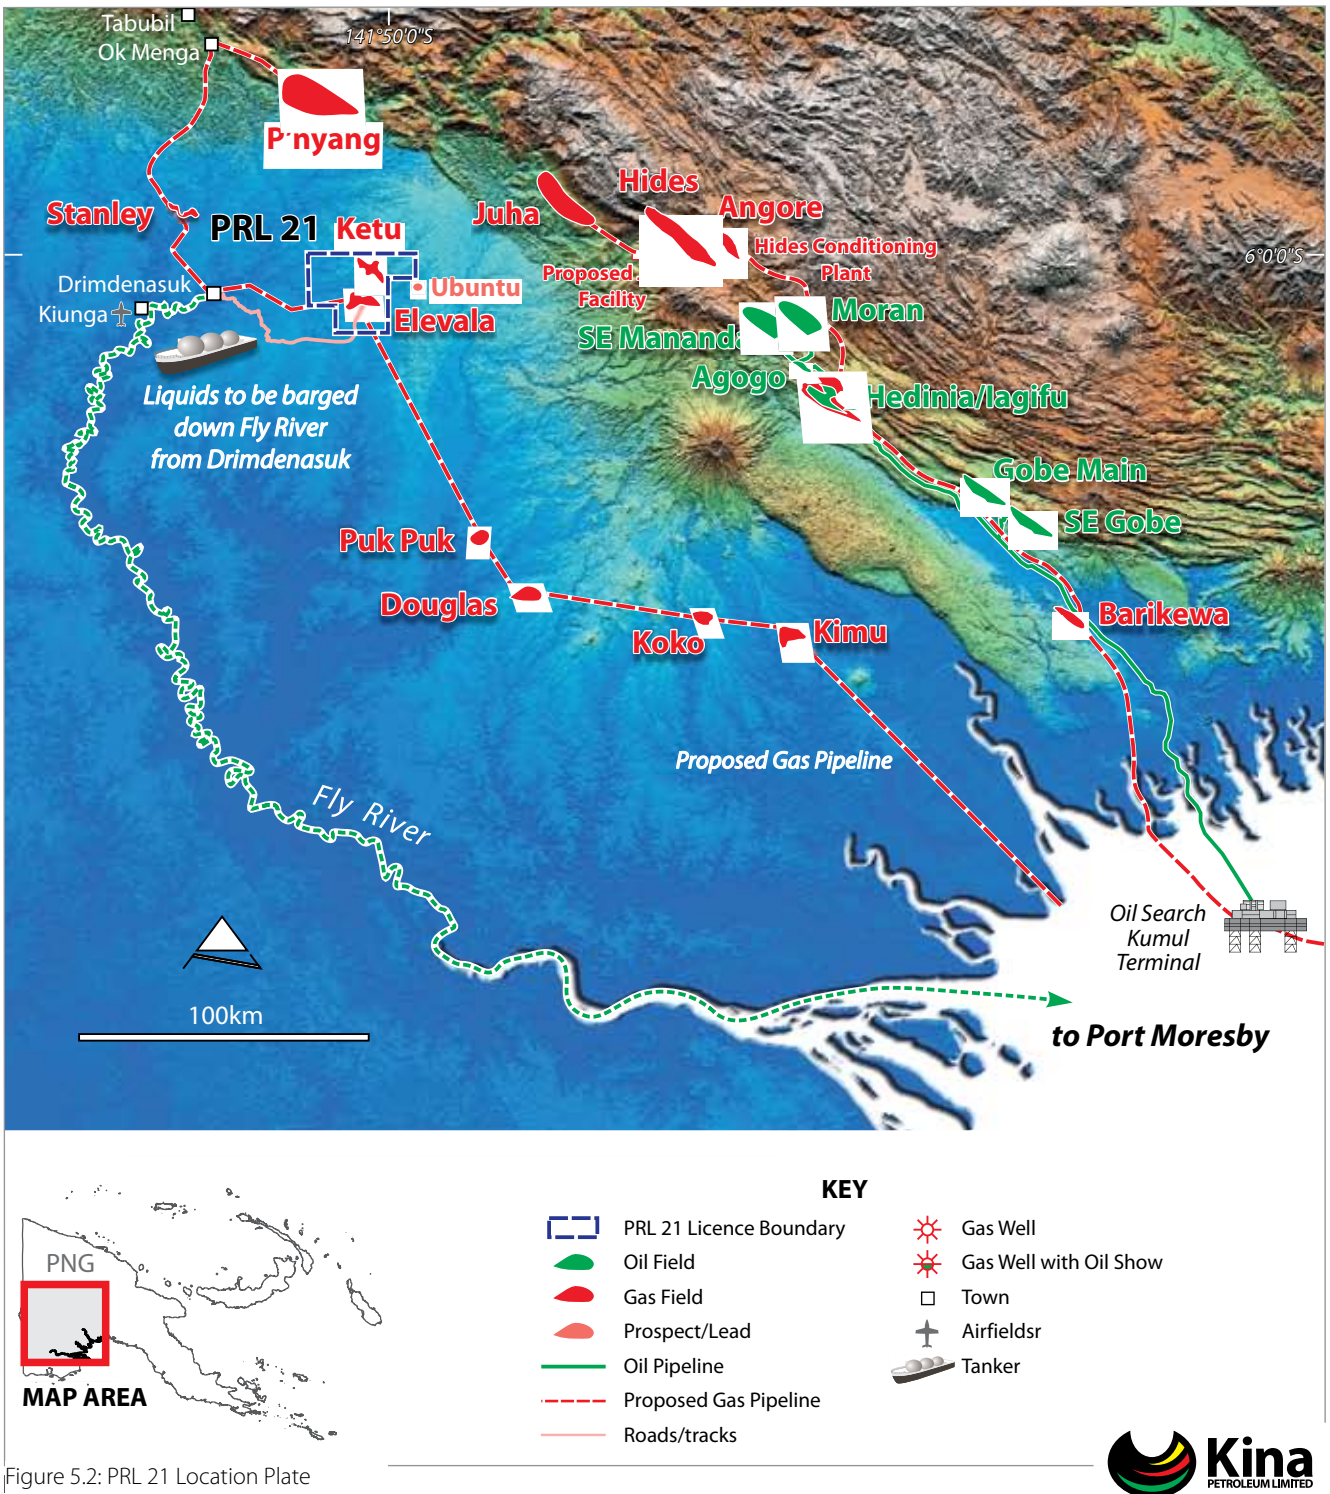 Tabubil
Ok Menga
141°50'0"S
P nyang
Stanley
PRL 21
Ketu
Juha
Hides
Angore
Hides Conditioning
Plant
6°0'0"S
Proposed
Facility
Drimdenasuk
Kiunga
Ubuntu
Elevala
Moran
SE Mananda
Agogo
Hedinia/Iagifu
Liquids to be barged
down Fly River
from Drimdenasuk
Gobe Main
SE Gobe
Puk Puk
Douglas
Koko
Kimu
Barikewa
Proposed Gas Pipeline
Fly River
Oil Search
Kumul
Terminal
100km
to Port Moresby
KEY
PRL 21 Licence Boundary
Oil Field
Gas Field
Prospect/Lead
Oil Pipeline
Proposed Gas Pipeline
Roads/tracks
Gas Well
Gas Well with Oil Show
Town
Airfieldsr
Tanker
PNG
MAP AREA
Figure 5.2: PRL 21 Location Plate
Kina
PETROLEUM LIMITED